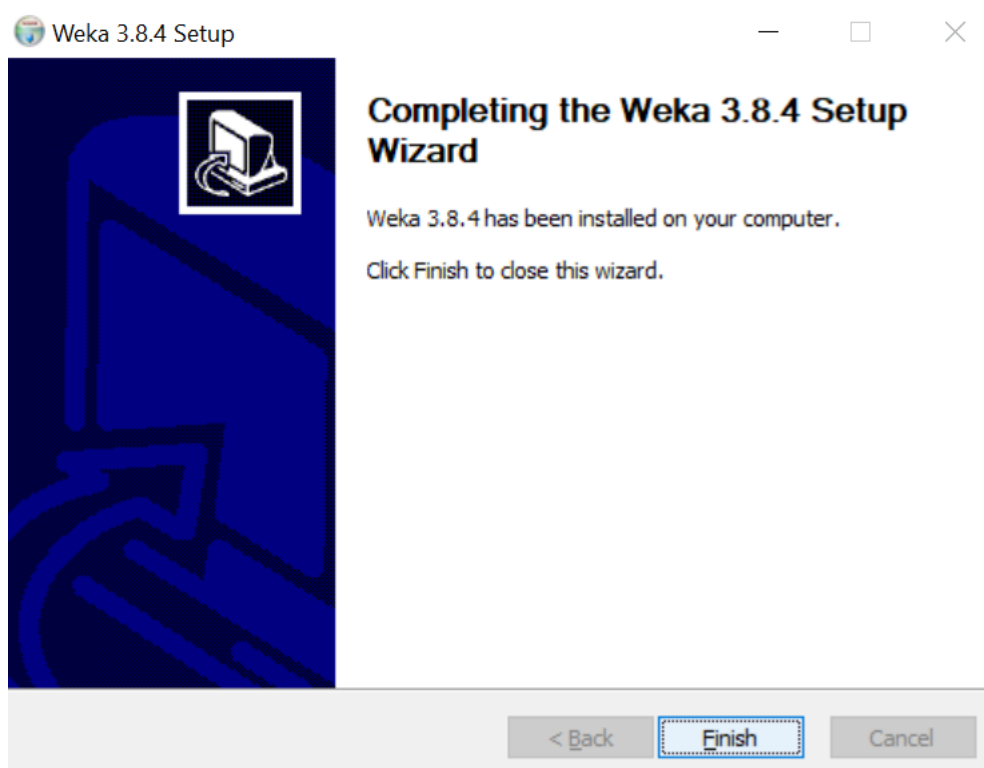 Weka 3.8.4 Setup
Completing the Weka 3.8.4 Setup
Wizard
Weka 3.8.4 has been installed on your computer.
Click Finish to close this wizard.
< Back
Finish
Cancel